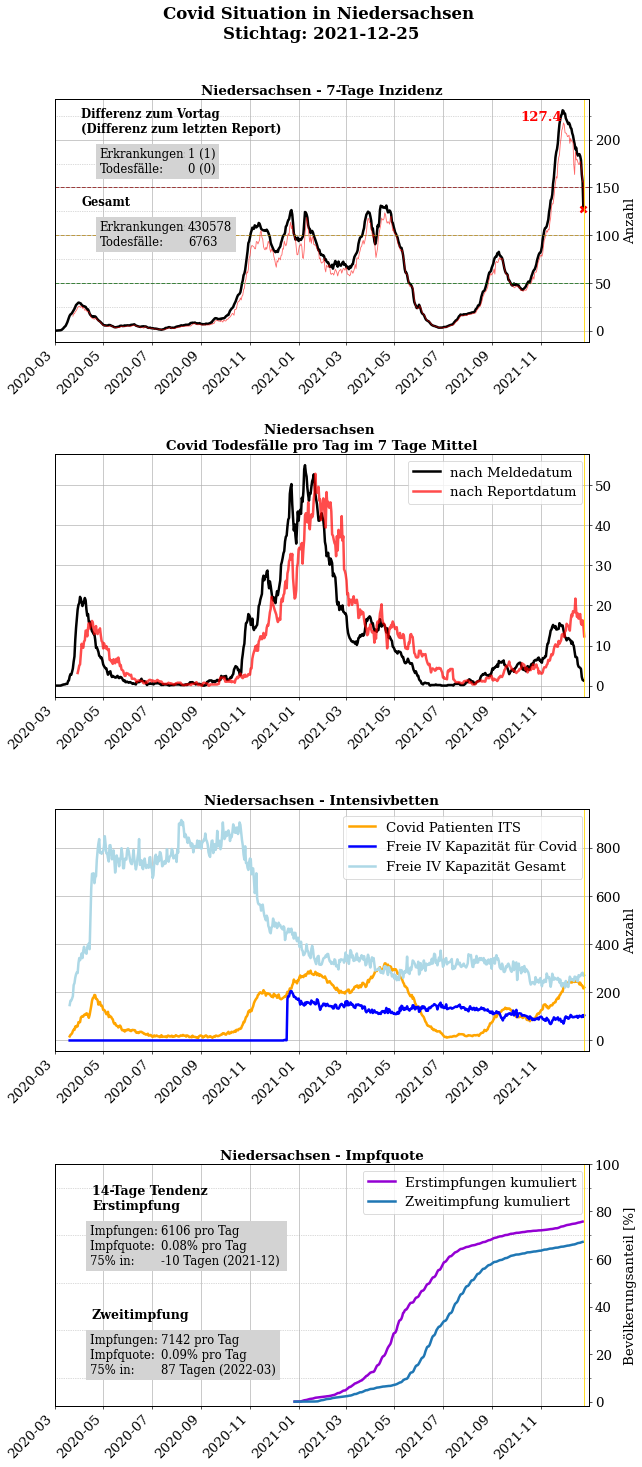 Covid Situation in Niedersachsen
Stichtag: 2021-12-25
Niedersachsen - 7-Tage Inzidenz
Differenz zum Vortag
(Differenz zum letzten Report)
Erkrankungen 1 (1)
Todesfälle: 0 (0)
Gesamt
Erkrankungen 430578
Todesfälle: 6763
127.4
200
150
100
50
0
Anzahl
2020-03
2020-05
2020-07
2020-09
2020-11
2021-01
2021-03
2021-05
2021-07
2021-09
2021-11
Niedersachsen
Covid Todesfälle pro Tag im 7 Tage Mittel
nach Meldedatum
nach Reportdatum
50
40
30
20
10
0
2020-03
2020-05
2020-07
2020-09
2020-11
2021-01
2021-03
2021-05
2021-07
2021-09
2021-11
Niedersachsen - Intensivbetten
Covid Patienten ITS
Freie IV Kapazität für Covid
Freie IV Kapazität Gesamt
800
600
400
200
0
Anzahl
2020-03
2020-05
2020-07
2020-09
2020-11
2021-01
2021-03
2021-05
2021-07
2021-09
2021-11
Niedersachsen - Impfquote
14-Tage Tendenz
Erstimpfung
Impfungen: 6106 pro Tag
Impfquote: 0.08% pro Tag
75% in: -10 Tagen (2021-12)
Zweitimpfung
Impfungen: 7142 pro Tag
Impfquote: 0.09% pro Tag
75% in: 87 Tagen (2022-03)
Erstimpfungen kumuliert
Zweitimpfung kumuliert
100
80
60
40
20
0
Bevölkerungsanteil [%]
2020-03
2020-05
2020-07
2020-09
2020-11
2021-01
2021-03
2021-05
2021-07
2021-09
2021-11